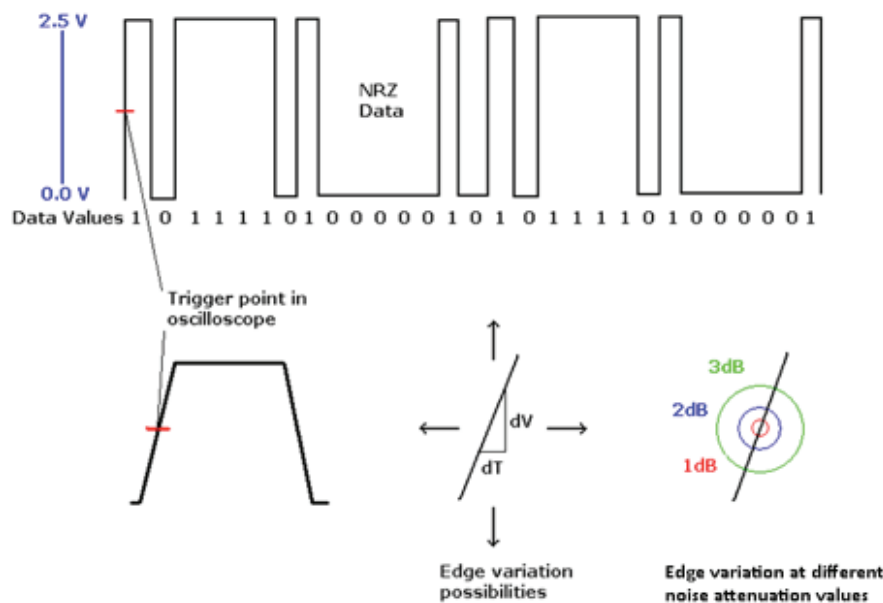 2.5 V
NRZ
Data
0.0 V
Data Values 1 0 1 1 1 1 0 1 0 0 0 0 0 1 0 1 0 1 1 1 1 0 1 0 0 0 0 0 1
Trigger point in
oscilloscope
3dB
2dB
1dB
dV
dT
Edge variation
possibilities
Edge variation at different
noise attenuation values